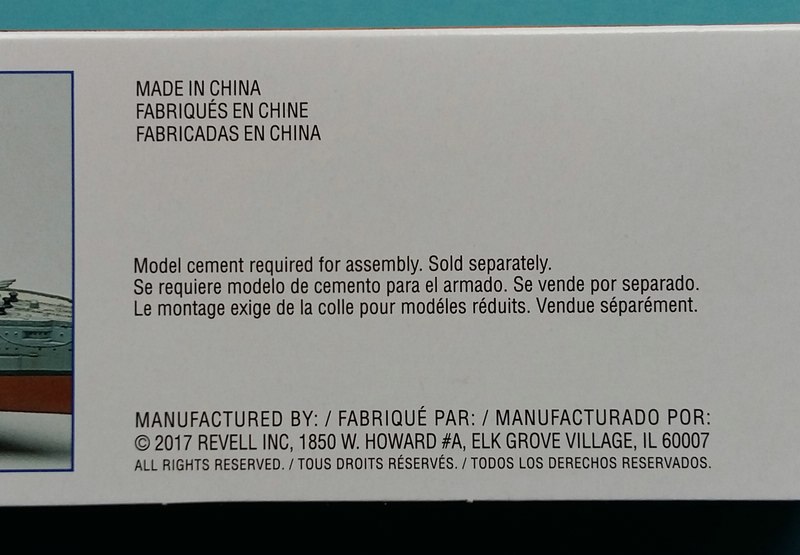 MADE IN CHINA
FABRIQUÉS EN CHINE
FABRICADAS EN CHINA
Model cement required for assembly. Sold separately.
Se requiere modelo de cemento para el armado. Se vende por separado.
Le montage exige de la colle pour modéles réduits. Vendue séparément.
MANUFACTURED BY: / FABRIQUÉ PAR: / MANUFACTURADO POR:
© 2017 REVELL INC, 1850 W. HOWARD #A, ELK GROVE VILLAGE, IL 60007
ALL RIGHTS RESERVED. / TOUS DROITS RÉSERVÉS. / TODOS LOS DERECHOS RESERVADOS.